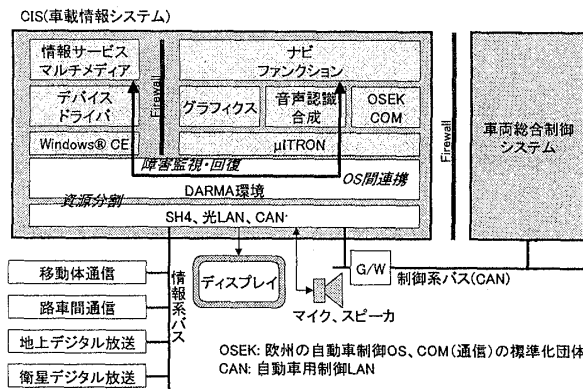 CIS(車載情報システム)
情報サービス
マルチメディア
Firewall
ナビ
ファンクション
デバイス
ドライバ
グラフィクス
音声認識
合成
OSEK
COM
Windows® CE
μITRON
障害監視・回復
OS間連携
DARMA環境
資源分割
SH4、光LAN、CAN
Firewall
車両総合制御
システム
移動体通信
路車間通信
地上デジタル放送
衛星デジタル放送
情報系バス
ディスプレイ
マイク、スピーカ
G/W
制御系バス(CAN)
OSEK: 欧州の自動車制御OS、COM(通信)の標準化団体
CAN: 自動車用制御LAN